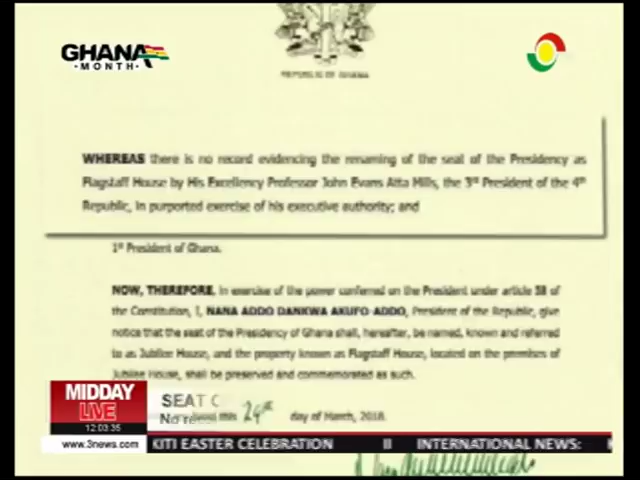 GHANA
·MONTH·
REPUBLIC OF GHANA
WHEREAS there is no record evidencing the renaming of the seal of the Presidency as
Flagstaff House by His Excellency Professor John Evans Atta Mills, the 3rd President of the 4th
Republic, in purported exercise of his executive authority; and
1st President of Ghana.
NOW, THEREFORE, in exercise of the power conferred on the President under article 58 of
the Constitution, I, NANA ADDO DANKWA AKUFO-ADDO, President of the Republic, give
notice that the seat of the Presidency of Ghana shall, hereafter, be named, known and referred
to as Jubilee House, and the property known as Flagstaff House, located on the premises of
Jubilee House, shall be preserved and commemorated as such.
MIDDAY
LIVE
12:03:35
SEAT
No
this 29th day of March, 2018.
www.3news.com
KITI EASTER CELEBRATION II INTERNATIONAL NEWS: